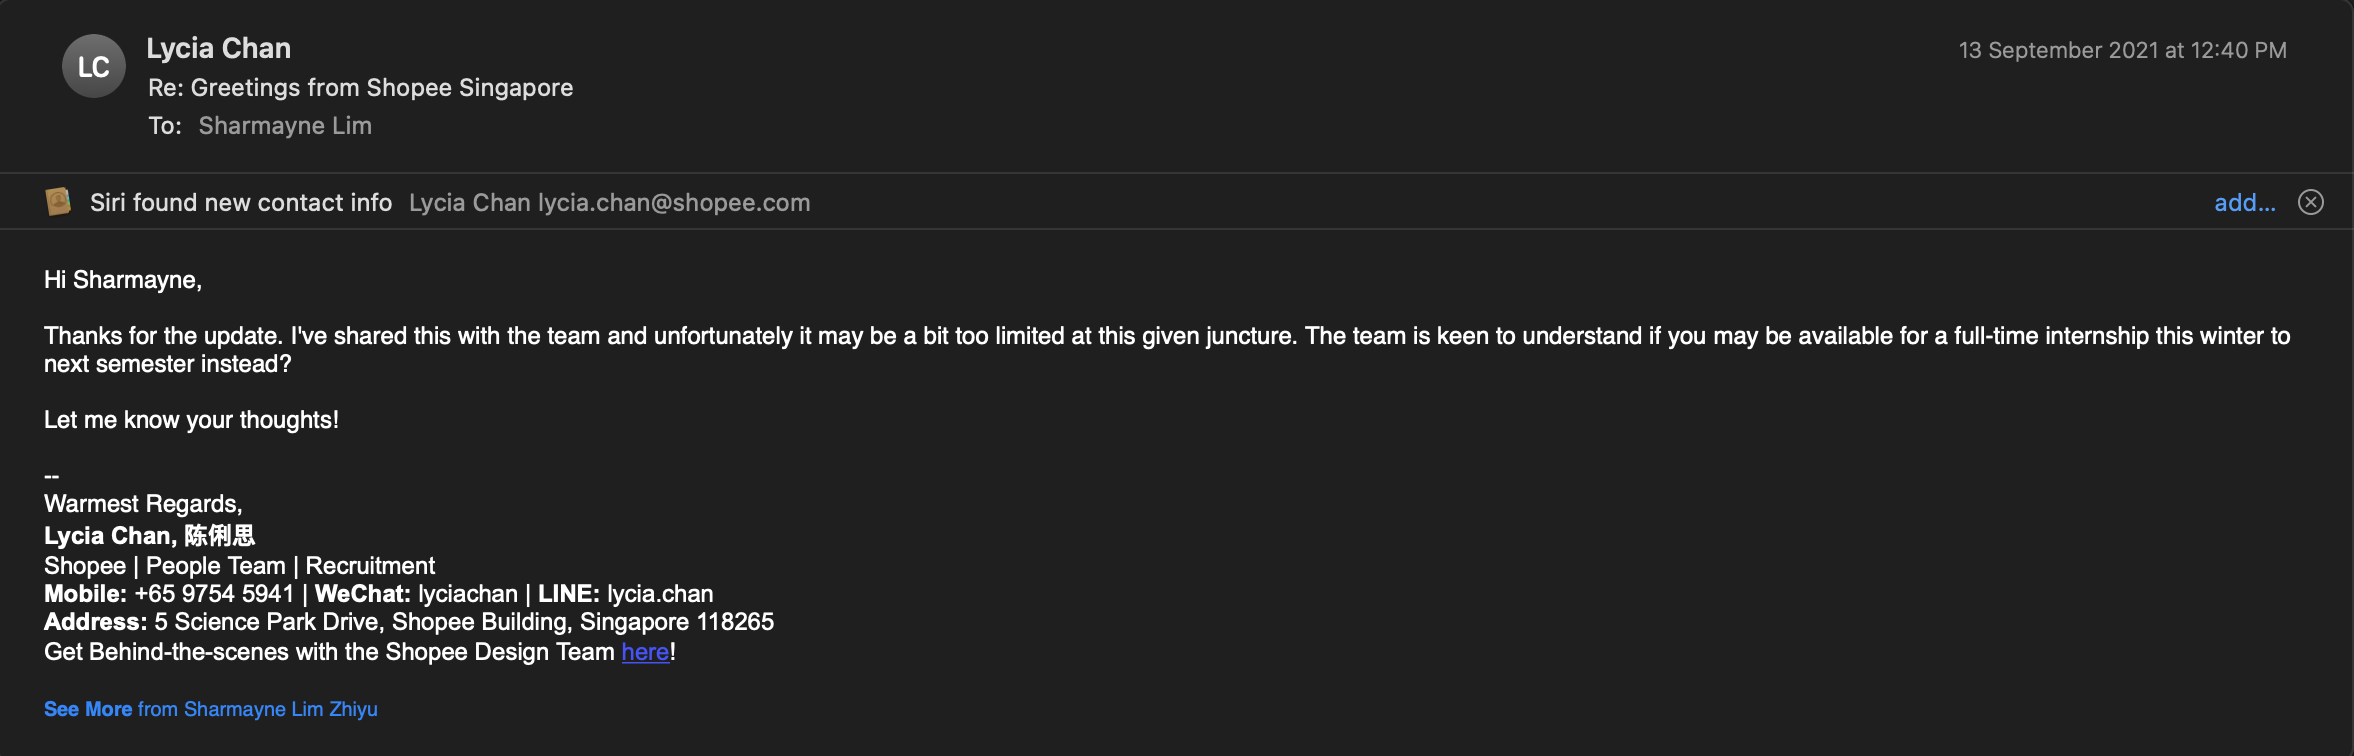 LC
Lycia Chan
13 September 2021 at 12:40 PM
Re: Greetings from Shopee Singapore
To: Sharmayne Lim
Siri found new contact info Lycia Chan lycia.chan@shopee.com add...
Hi Sharmayne,
Thanks for the update. I've shared this with the team and unfortunately it may be a bit too limited at this given juncture. The team is keen to understand if you may be available for a full-time internship this winter to
next semester instead?
Let me know your thoughts!
--
Warmest Regards,
Lycia Chan, 陈俐思
Shopee | People Team | Recruitment
Mobile: +65 9754 5941 | WeChat: lyciachan | LINE: lycia.chan
Address: 5 Science Park Drive, Shopee Building, Singapore 118265
Get Behind-the-scenes with the Shopee Design Team here!
See More from Sharmayne Lim Zhiyu